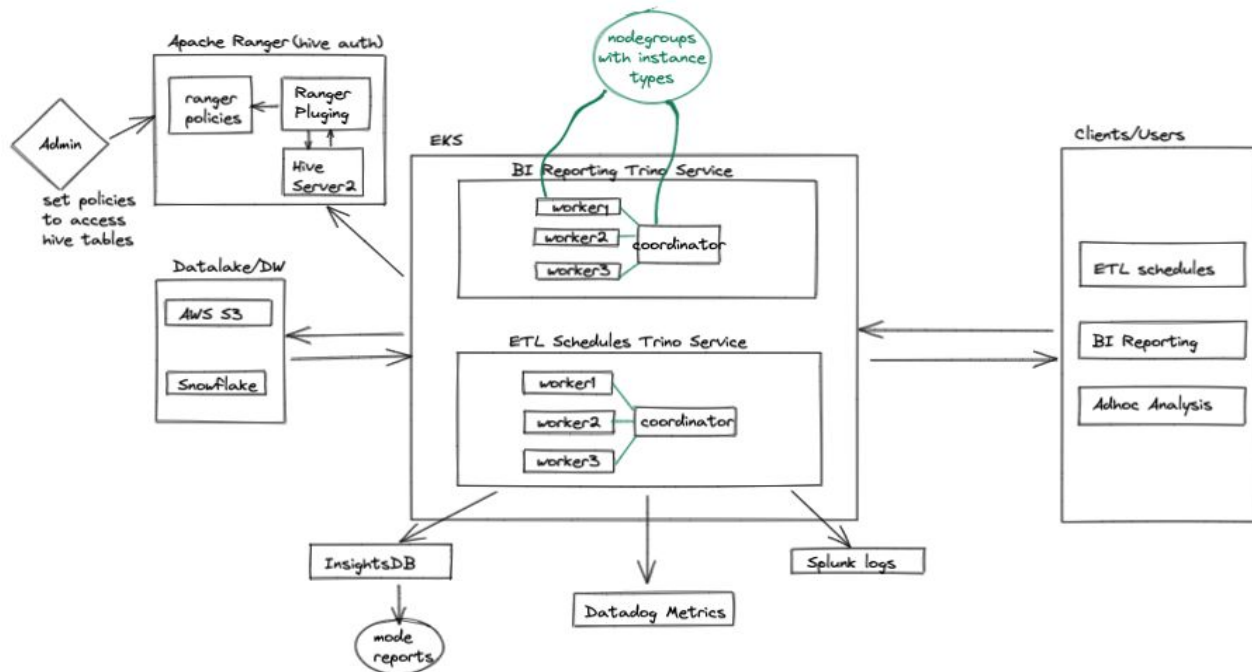 nodegroups
with instance
types
Apache Ranger(hive auth)
ranger
policies
Ranger
Pluging
Hive
Server2
Admin
set policies
to access
hive tables
EKS
BI Reporting Trino Service
worker1
worker2
worker3
coordinator
Clients/Users
ETL schedules
BI Reporting
Adhoc Analysis
Datalake/DW
AWS S3
Snowflake
ETL Schedules Trino Service
worker1
worker2
worker3
coordinator
InsightsDB
mode
reports
Datadog Metrics
Splunk logs